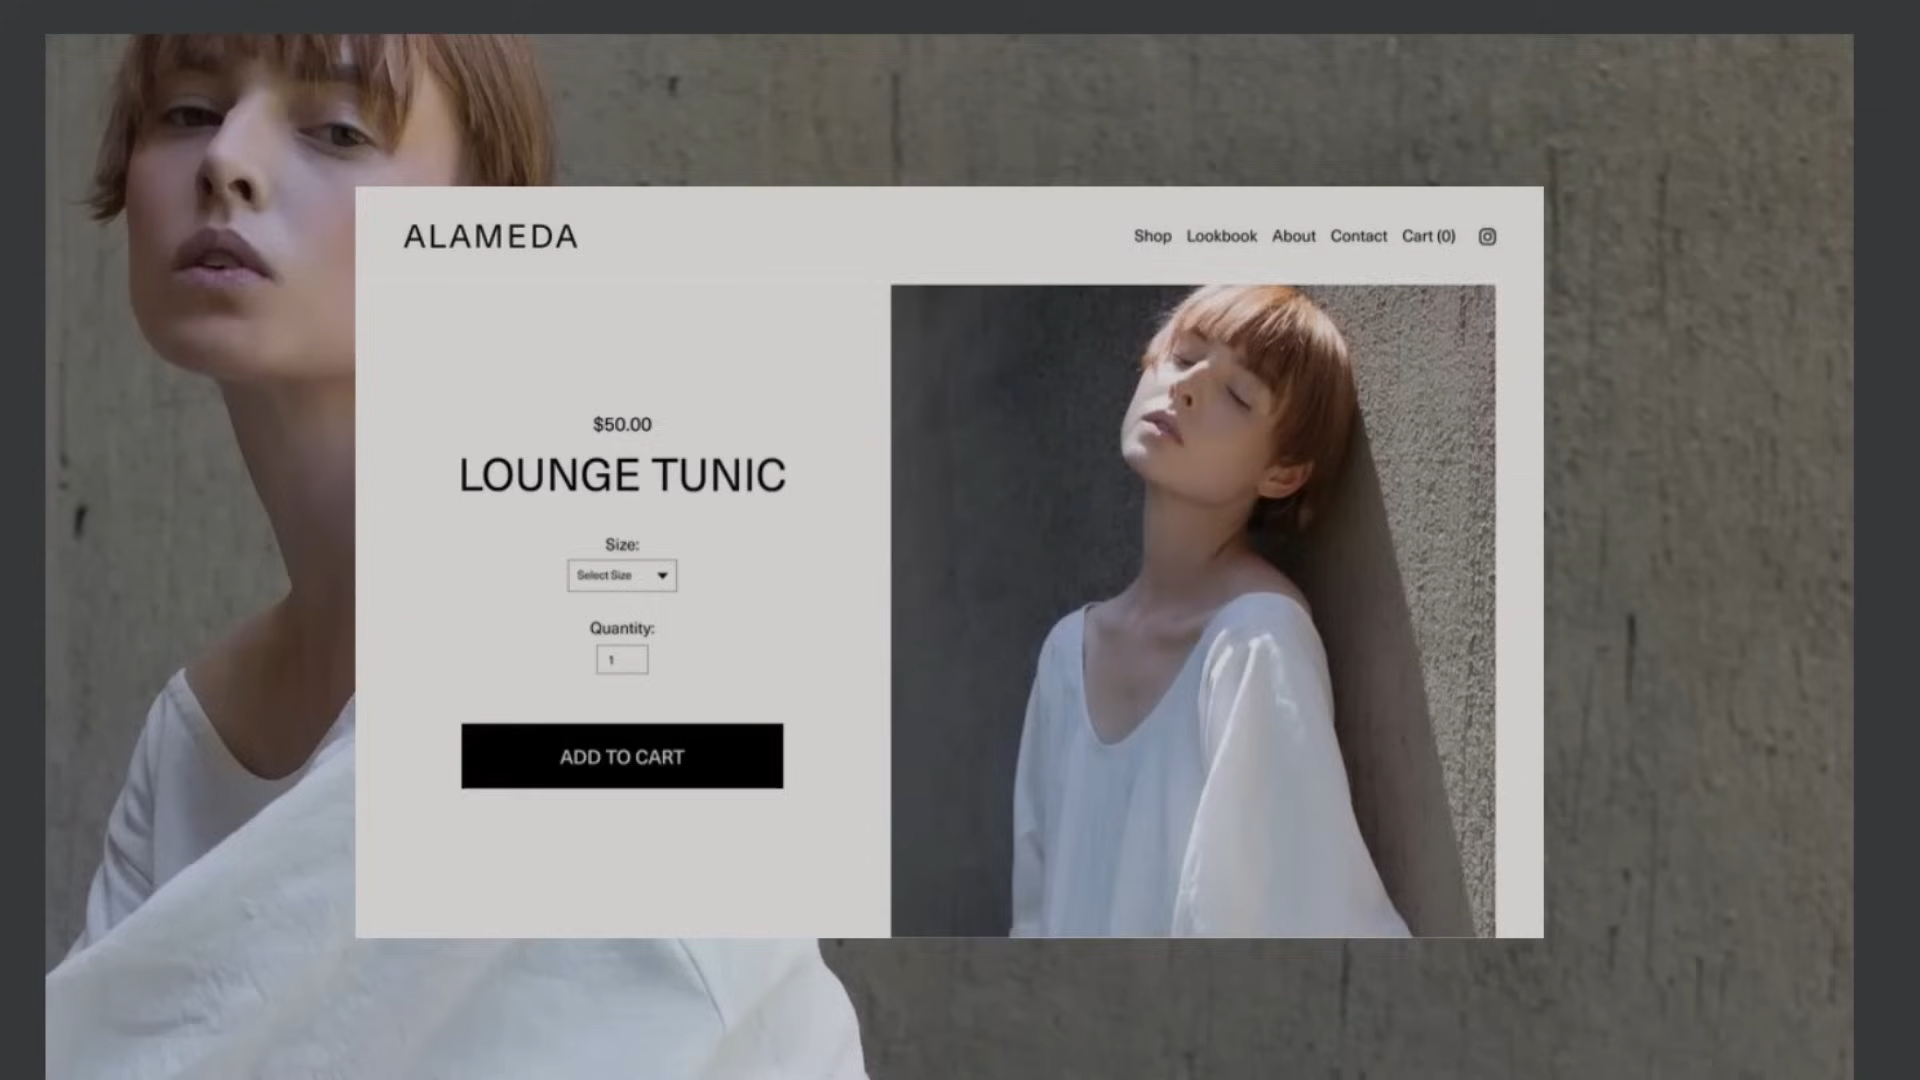 ALAMEDA
Shop Lookbook About Contact Cart (0)
$50.00
LOUNGE TUNIC
Size:
Select Size
Quantity:
1
ADD TO CART